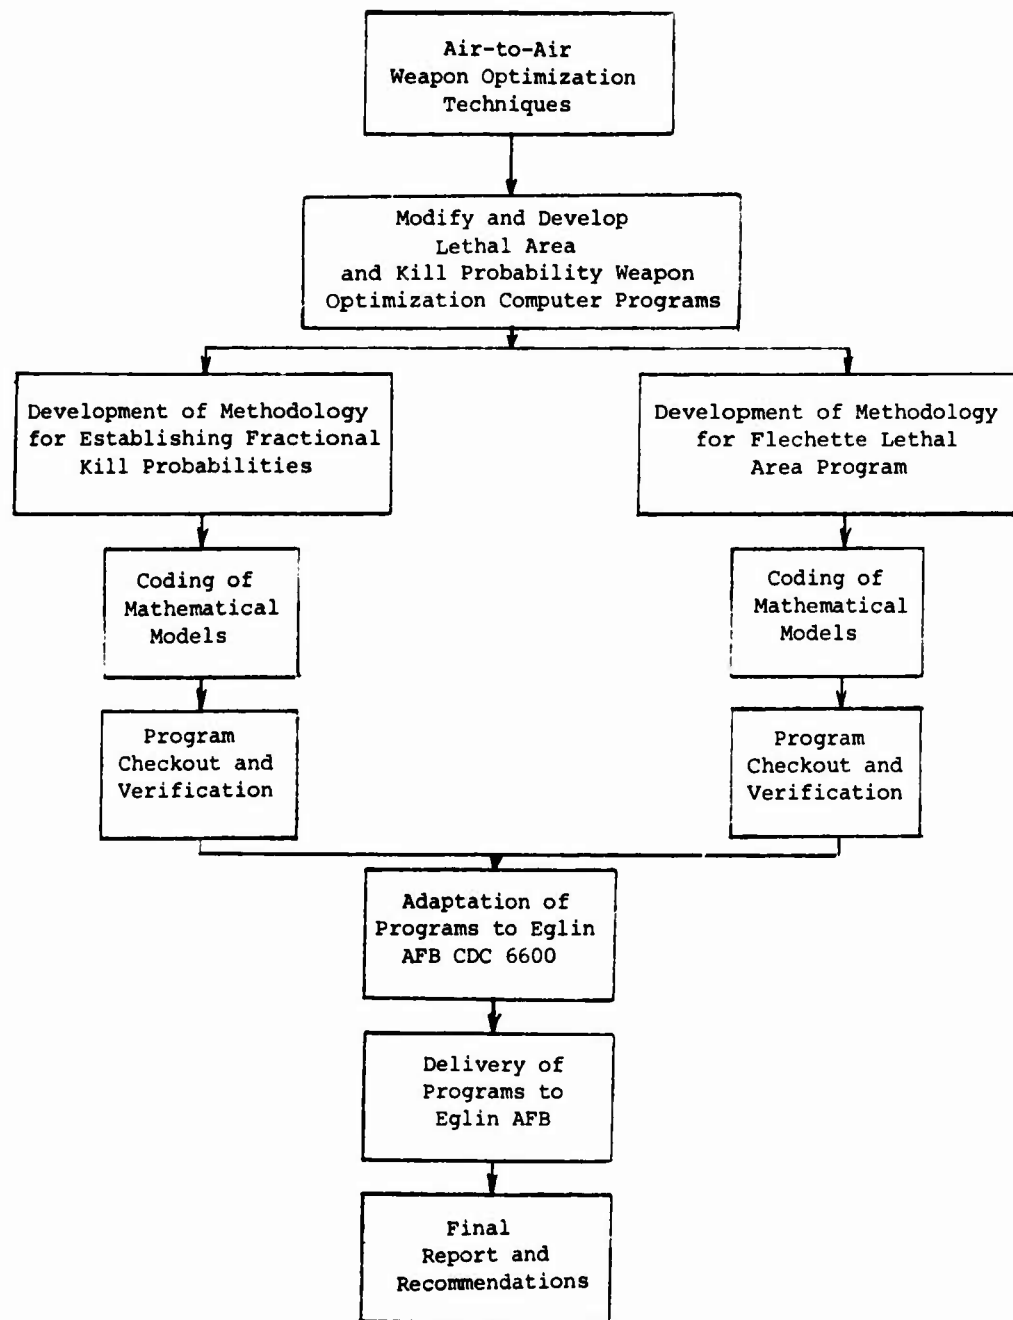 Air-to-Air
Weapon Optimization
Techniques
Modify and Develop
Lethal Area
and Kill Probability Weapon
Optimization Computer Programs
Development of Methodology
for Establishing Fractional
Kill Probabilities
Development of Methodology
for Flechette Lethal
Area Program
Coding of
Mathematical
Models
Coding of
Mathematical
Models
Program
Checkout and
Verification
Program
Checkout and
Verification
Adaptation of
Programs to Eglin
AFB CDC 6600
Delivery of
Programs to
Eglin AFB
Final
Report and
Recommendations